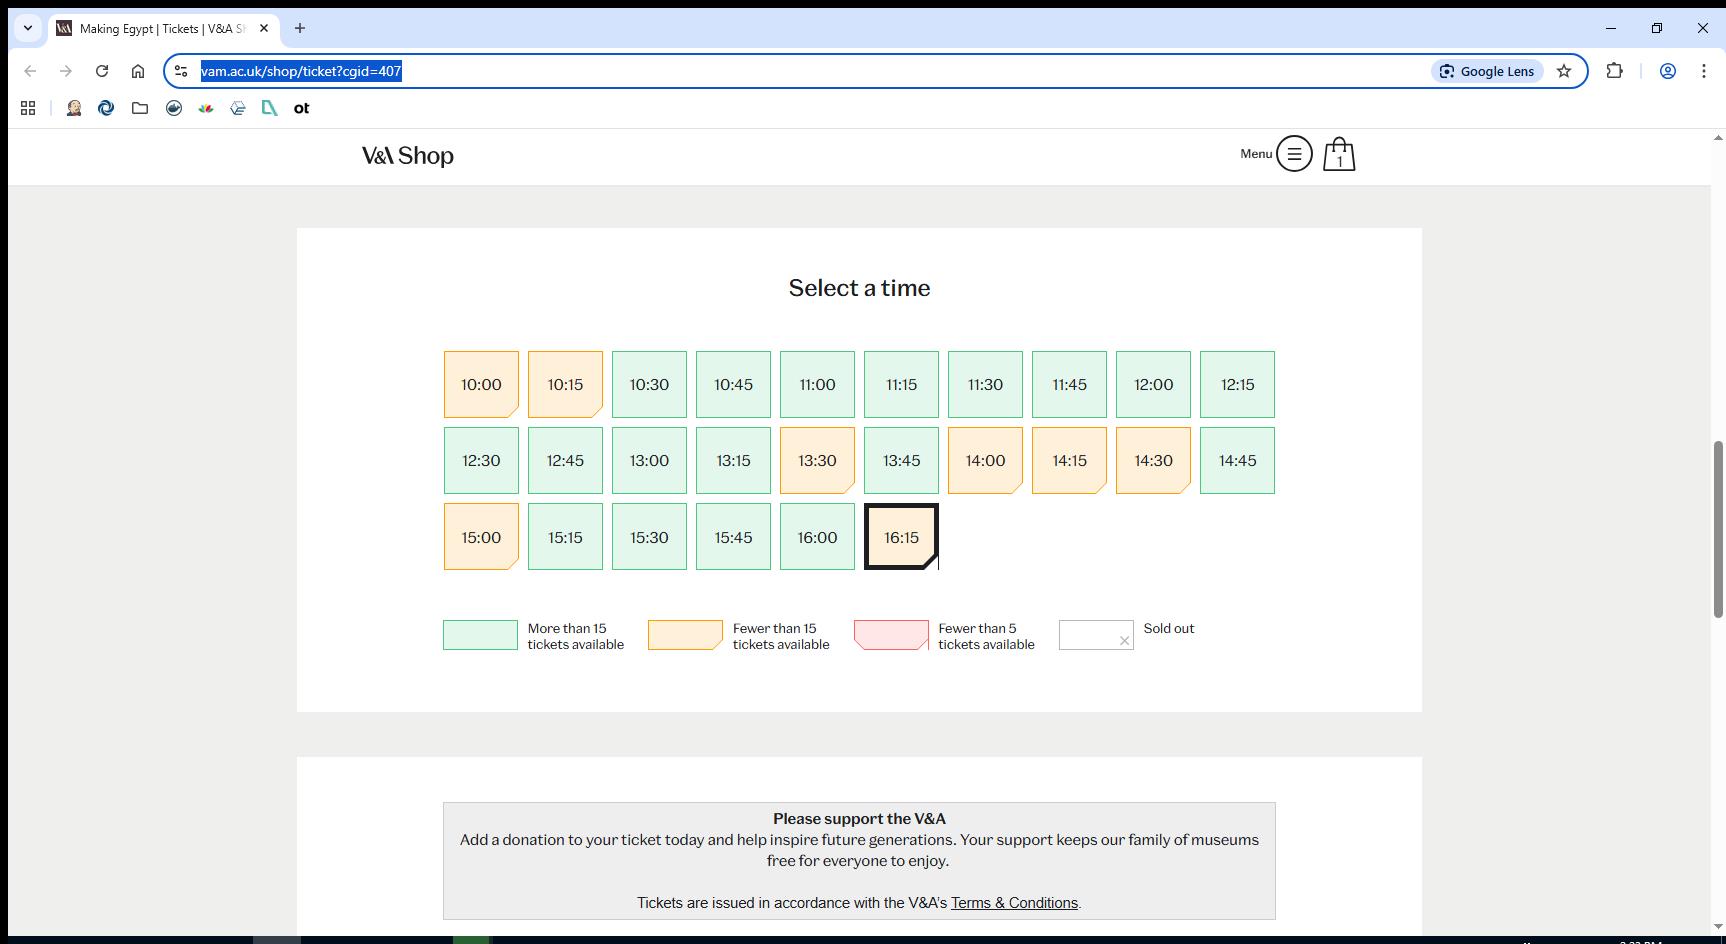 Making Egypt | Tickets | V&A Sh
vam.ac.uk/shop/ticket?cgid=407
Google Lens
ot
V&A Shop
Menu
1
Select a time
10:00 10:15 10:30 10:45 11:00 11:15 11:30 11:45 12:00 12:15
12:30 12:45 13:00 13:15 13:30 13:45 14:00 14:15 14:30 14:45
15:00 15:15 15:30 15:45 16:00 16:15
More than 15
tickets available
Fewer than 15
tickets available
Fewer than 5
tickets available
Sold out
Please support the V&A
Add a donation to your ticket today and help inspire future generations. Your support keeps our family of museums
free for everyone to enjoy.
Tickets are issued in accordance with the V&A's Terms & Conditions.